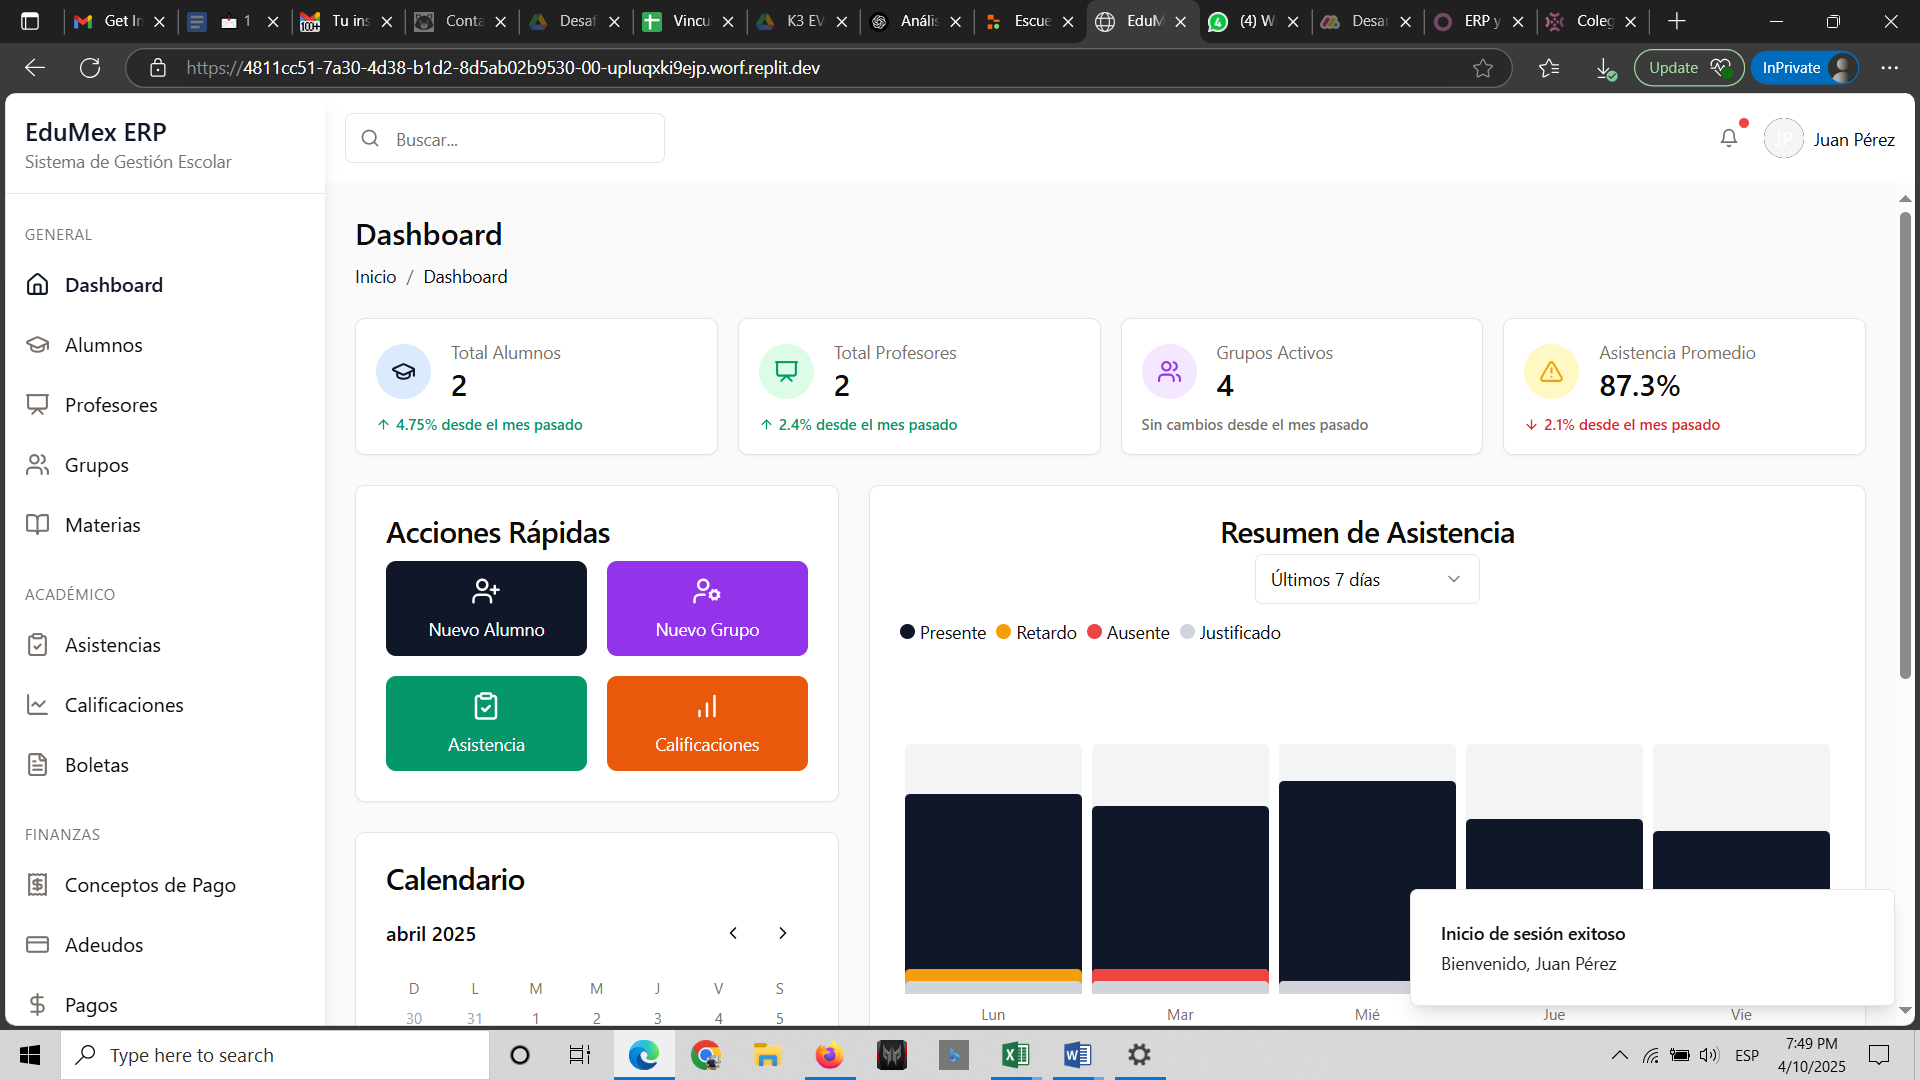 Get In
1
100+
Tu ins
Conta
Desaf
Vincu
K3 EV
Anális
Escue
EduM
4
(4) W
Desar
ERP y
Coleg
https://4811cc51-7a30-4d38-b1d2-8d5ab02b9530-00-upluqxki9ejp.worf.replit.dev
Update
InPrivate
EduMex ERP
Sistema de Gestión Escolar
Buscar...
JP
Juan Pérez
GENERAL
Dashboard
Alumnos
Profesores
Grupos
Materias
ACADÉMICO
Asistencias
Calificaciones
Boletas
FINANZAS
Conceptos de Pago
Adeudos
Pagos
Dashboard
Inicio / Dashboard
Total Alumnos
2
4.75% desde el mes pasado
Total Profesores
2
2.4% desde el mes pasado
Grupos Activos
4
Sin cambios desde el mes pasado
Asistencia Promedio
87.3%
2.1% desde el mes pasado
Acciones Rápidas
Nuevo Alumno
Nuevo Grupo
Asistencia
Calificaciones
Calendario
abril 2025
D L M M J V S
30 31 1 2 3 4 5
Resumen de Asistencia
Últimos 7 días
Presente Retardo Ausente Justificado
Lun Mar Mié Jue Vie
Inicio de sesión exitoso
Bienvenido, Juan Pérez
Type here to search
ESP
7:49 PM
4/10/2025